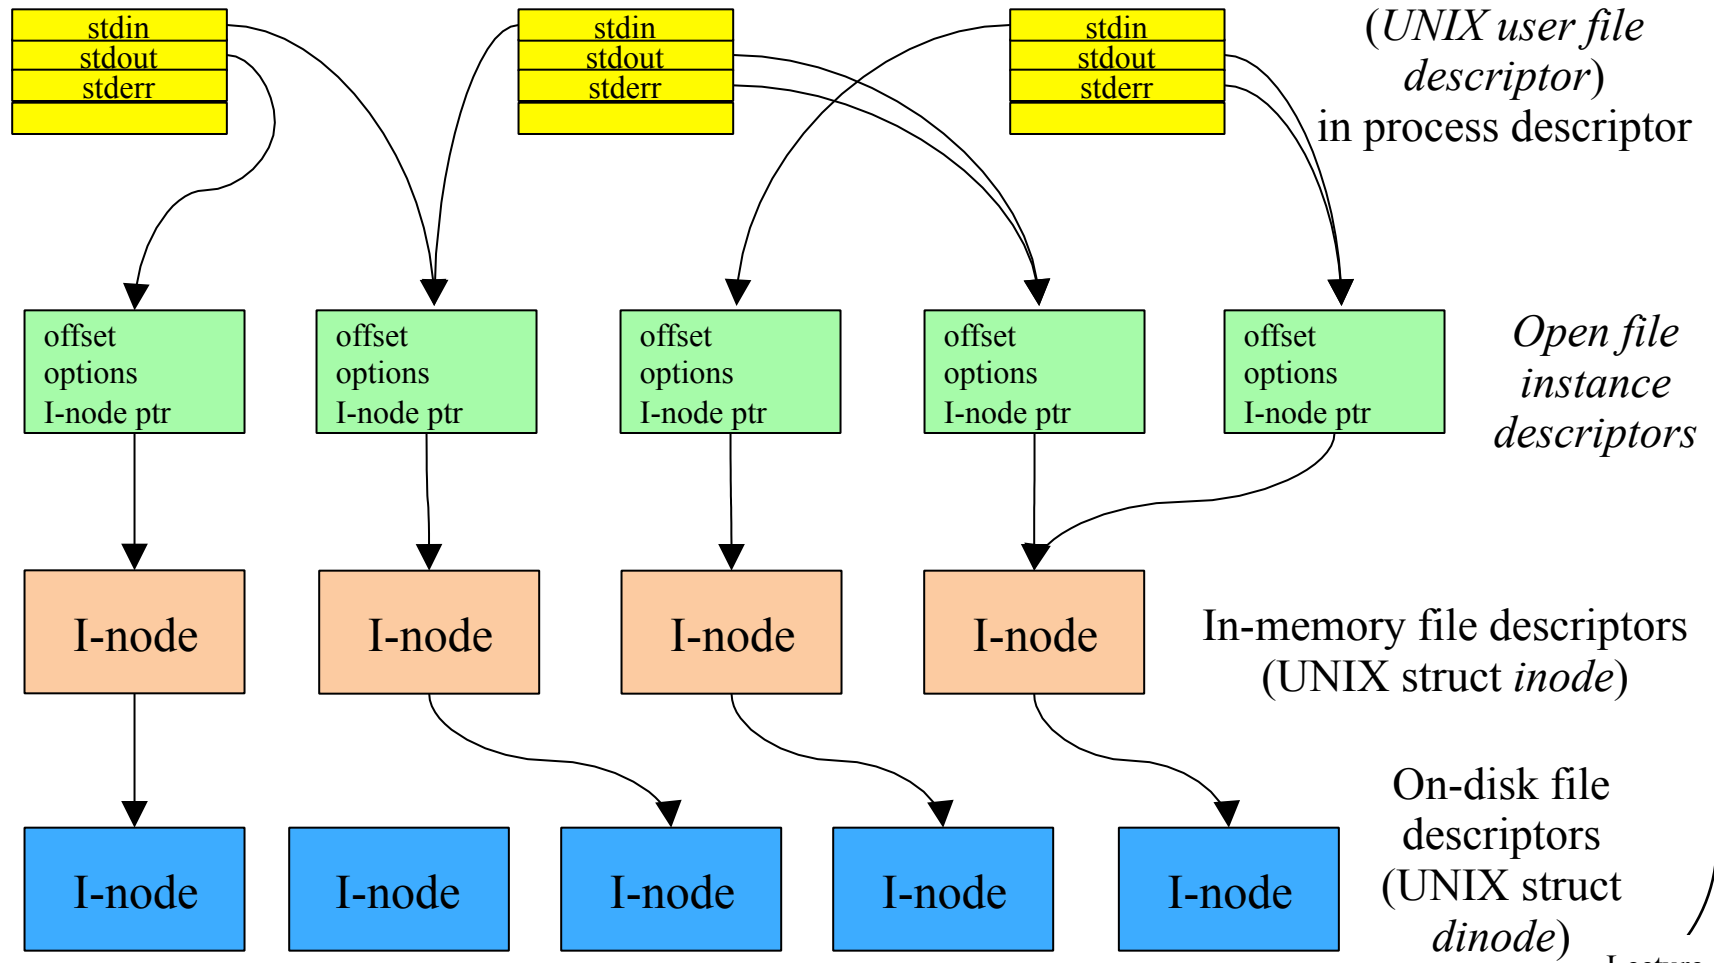 stdin
stdout
stderr
stdin
stdout
stderr
stdin
stdout
stderr
(UNIX user file
descriptor)
in process descriptor
offset
options
I-node ptr
offset
options
I-node ptr
offset
options
I-node ptr
offset
options
I-node ptr
offset
options
I-node ptr
Open file
instance
descriptors
I-node
I-node
I-node
I-node
In-memory file descriptors
(UNIX struct inode)
I-node
I-node
I-node
I-node
I-node
On-disk file
descriptors
(UNIX struct
dinode)